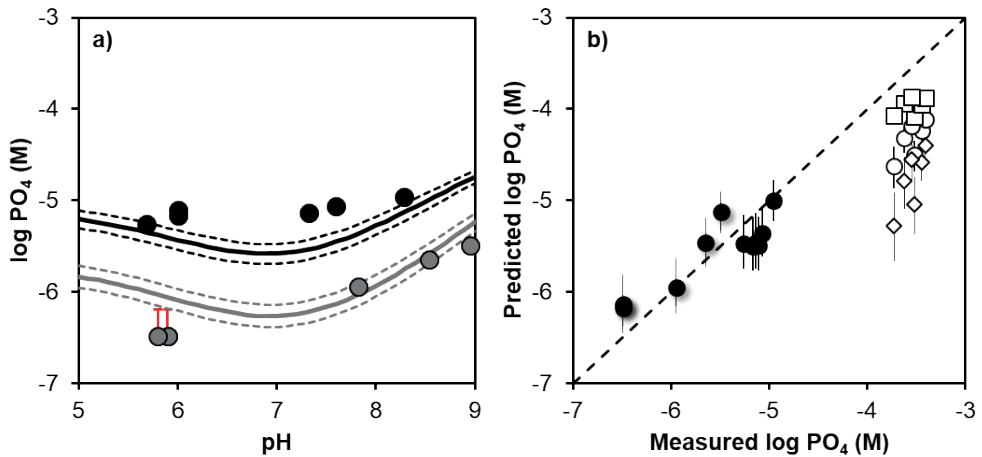 a)
-3
-4
-5
-6
-7
log PO₄ (M)
5 6 7 8 9
pH
b)
-3
-4
-5
-6
-7
Predicted log PO₄ (M)
-7 -6 -5 -4 -3
Measured log PO₄ (M)